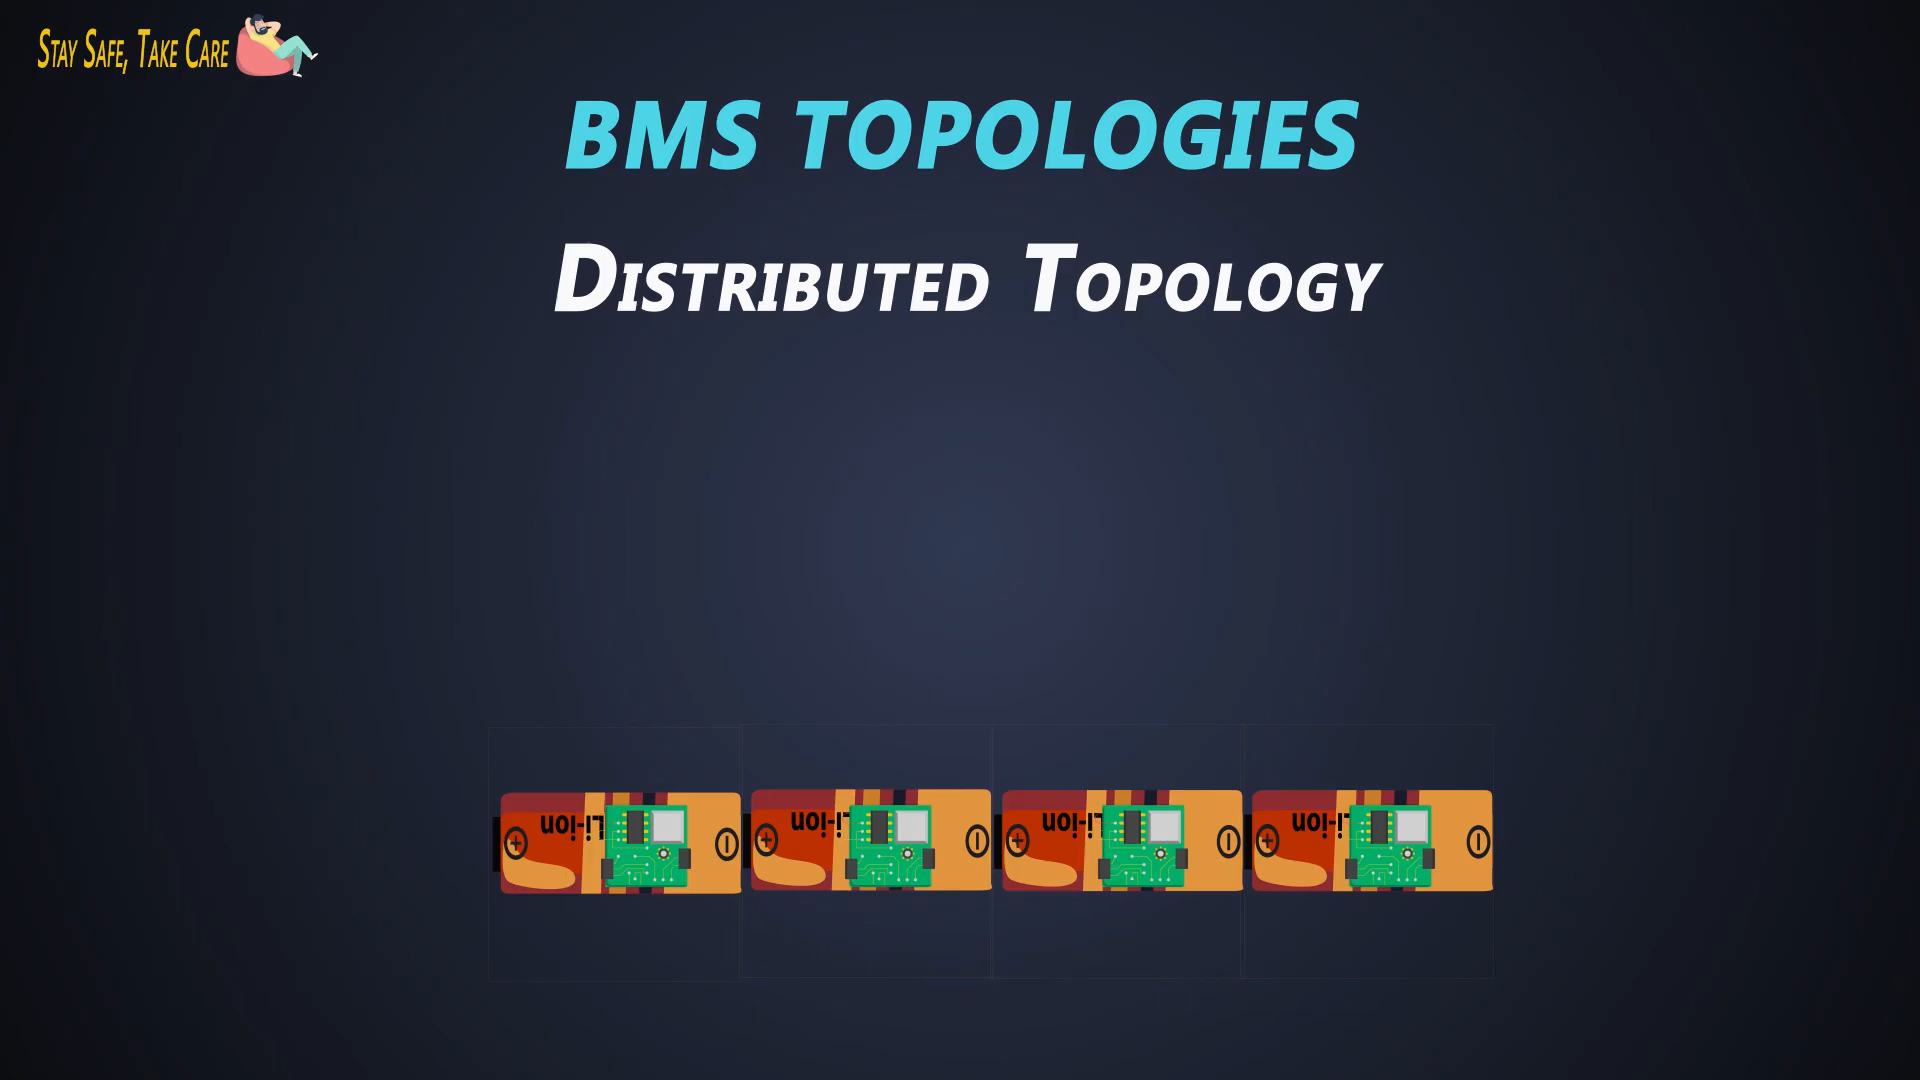 Stay Safe, Take Care
BMS TOPOLOGIES
Distributed Topology
Li-ion
Li-ion
Li-ion
Li-ion